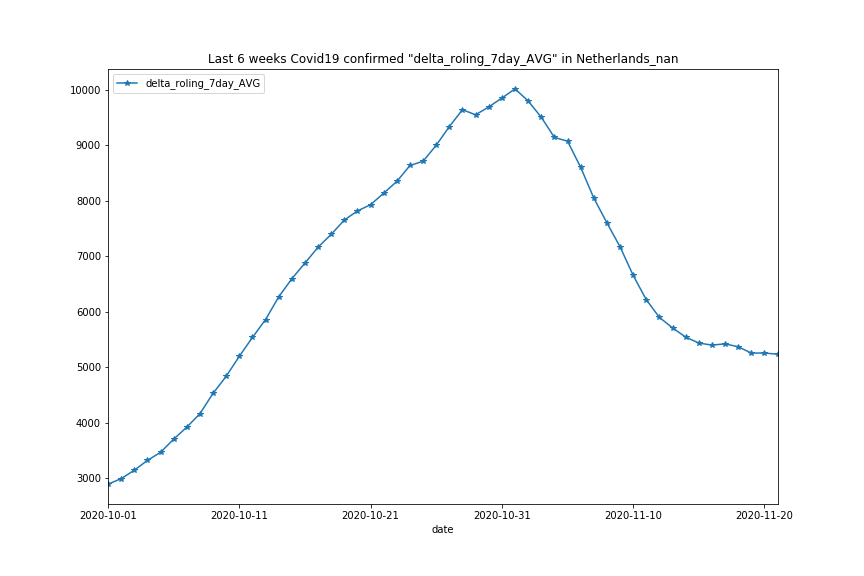 Last 6 weeks Covid19 confirmed "delta_roling_7day_AVG" in Netherlands_nan
delta_roling_7day_AVG
10000
9000
8000
7000
6000
5000
4000
3000
2020-10-01 2020-10-11 2020-10-21 2020-10-31 2020-11-10 2020-11-20
date